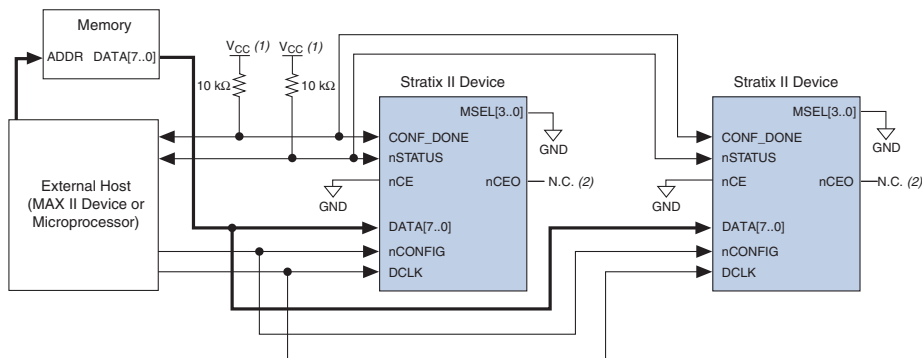 Memory
ADDR DATA[7..0]
VCC (1)
VCC (1)
10 kΩ
10 kΩ
Stratix II Device
Stratix II Device
MSEL[3..0]
GND
CONF_DONE
nSTATUS
nCE
nCEO
N.C. (2)
GND
DATA[7..0]
nCONFIG
DCLK
MSEL[3..0]
GND
CONF_DONE
nSTATUS
nCE
nCEO
N.C. (2)
GND
DATA[7..0]
nCONFIG
DCLK
External Host
(MAX II Device or
Microprocessor)